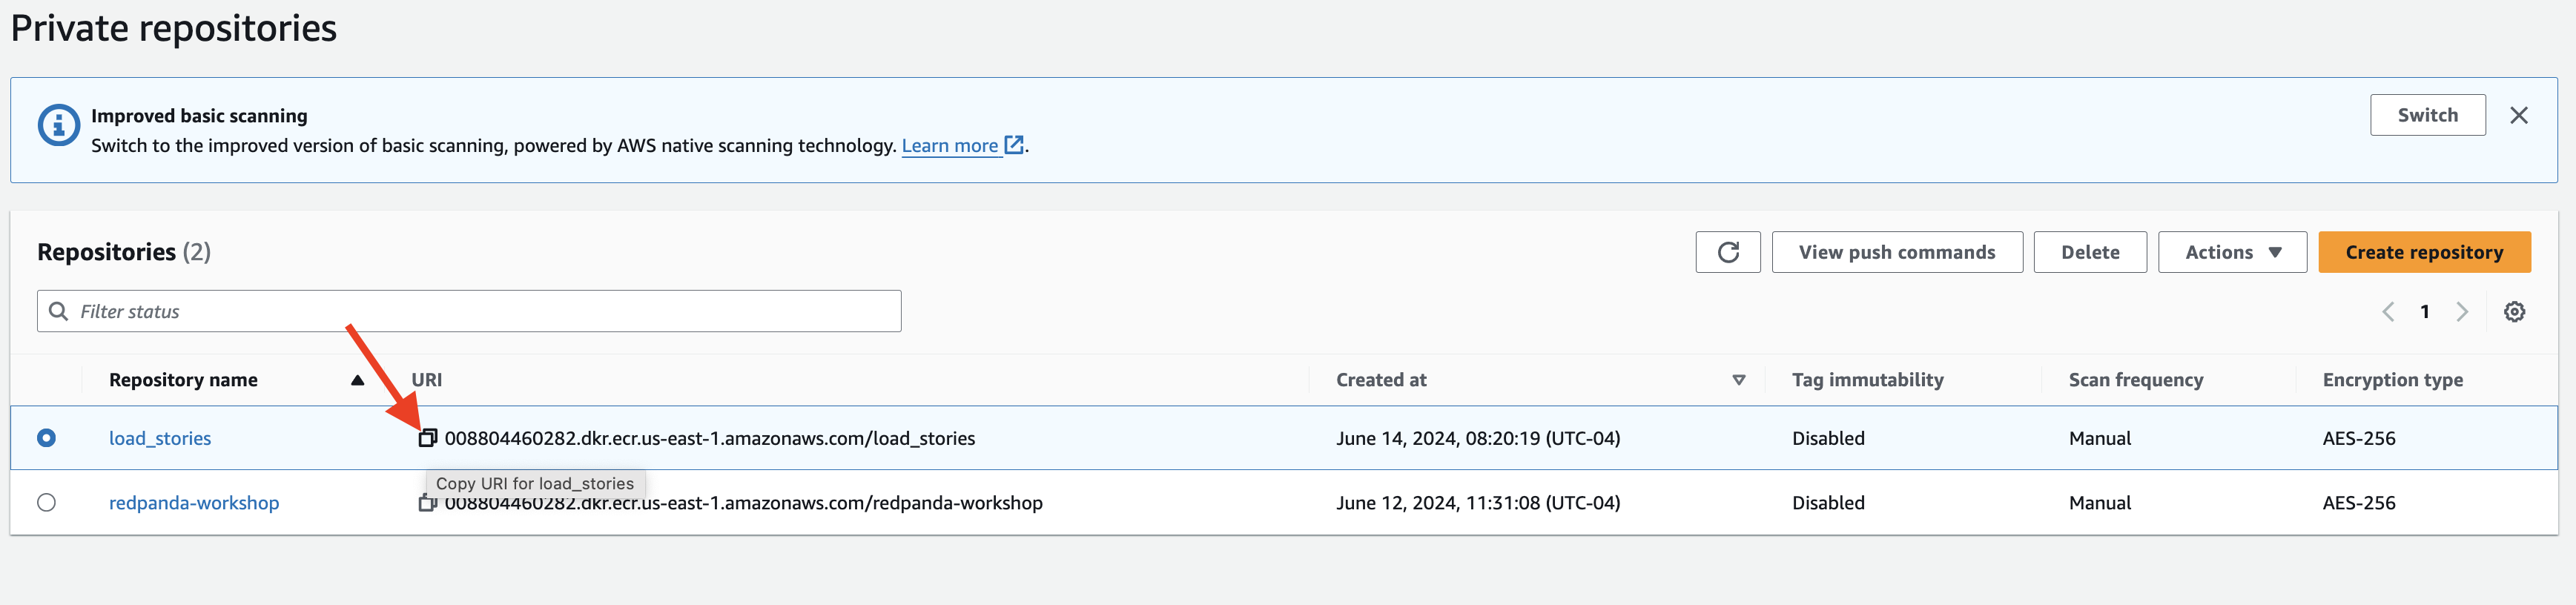 Private repositories
Improved basic scanning
Switch to the improved version of basic scanning, powered by AWS native scanning technology. Learn more.
Switch
Repositories (2)
View push commands
Delete
Actions
Create repository
Filter status
1
Repository name URI Created at Tag immutability Scan frequency Encryption type
load_stories 008804460282.dkr.ecr.us-east-1.amazonaws.com/load_stories June 14, 2024, 08:20:19 (UTC-04) Disabled Manual AES-256
Copy URI for load_stories
redpanda-workshop 008804460282.dkr.ecr.us-east-1.amazonaws.com/redpanda-workshop June 12, 2024, 11:31:08 (UTC-04) Disabled Manual AES-256